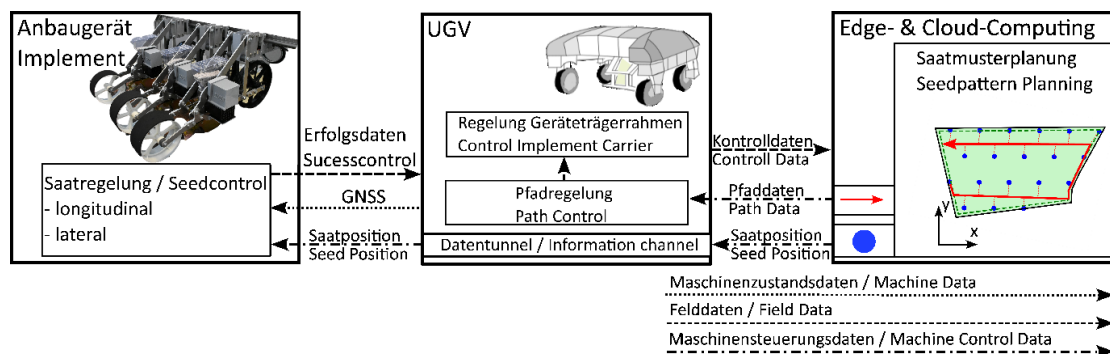 Anbaugerät
Implement
Saatregelung / Seedcontrol
- longitudinal
- lateral
Erfolgsdaten
Sucesscontrol
GNSS
Saatposition
Seed Position
UGV
Regelung Geräteträgerrahmen
Control Implement Carrier
Pfadregelung
Path Control
Datentunnel / Information channel
Kontrolldaten
Controll Data
Pfaddaten
Path Data
Saatposition
Seed Position
Edge- & Cloud-Computing
Saatmusterplanung
Seedpattern Planning
y
x
Maschinenzustandsdaten / Machine Data
Felddaten / Field Data
Maschinensteuerungsdaten / Machine Control Data